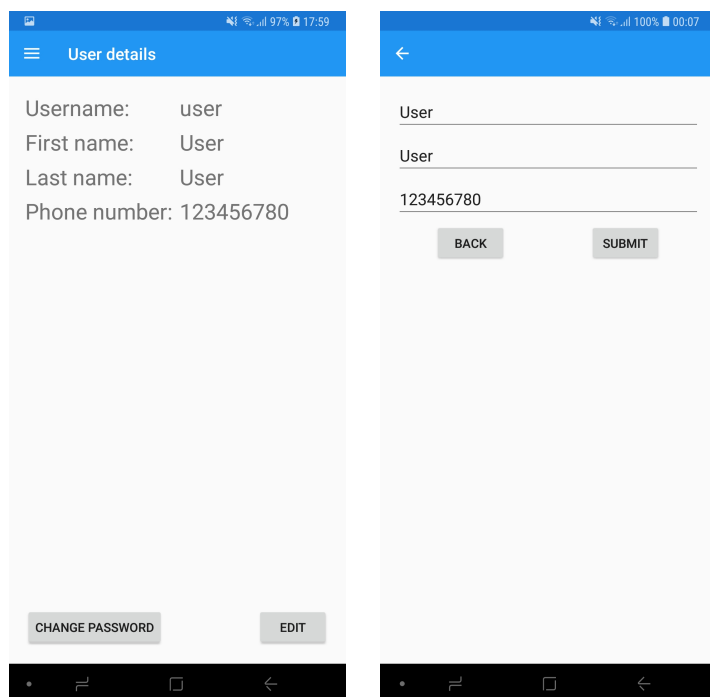 97% 17:59
User details
Username: user
First name: User
Last name: User
Phone number: 123456780
CHANGE PASSWORD EDIT
100% 00:07
User
User
123456780
BACK SUBMIT